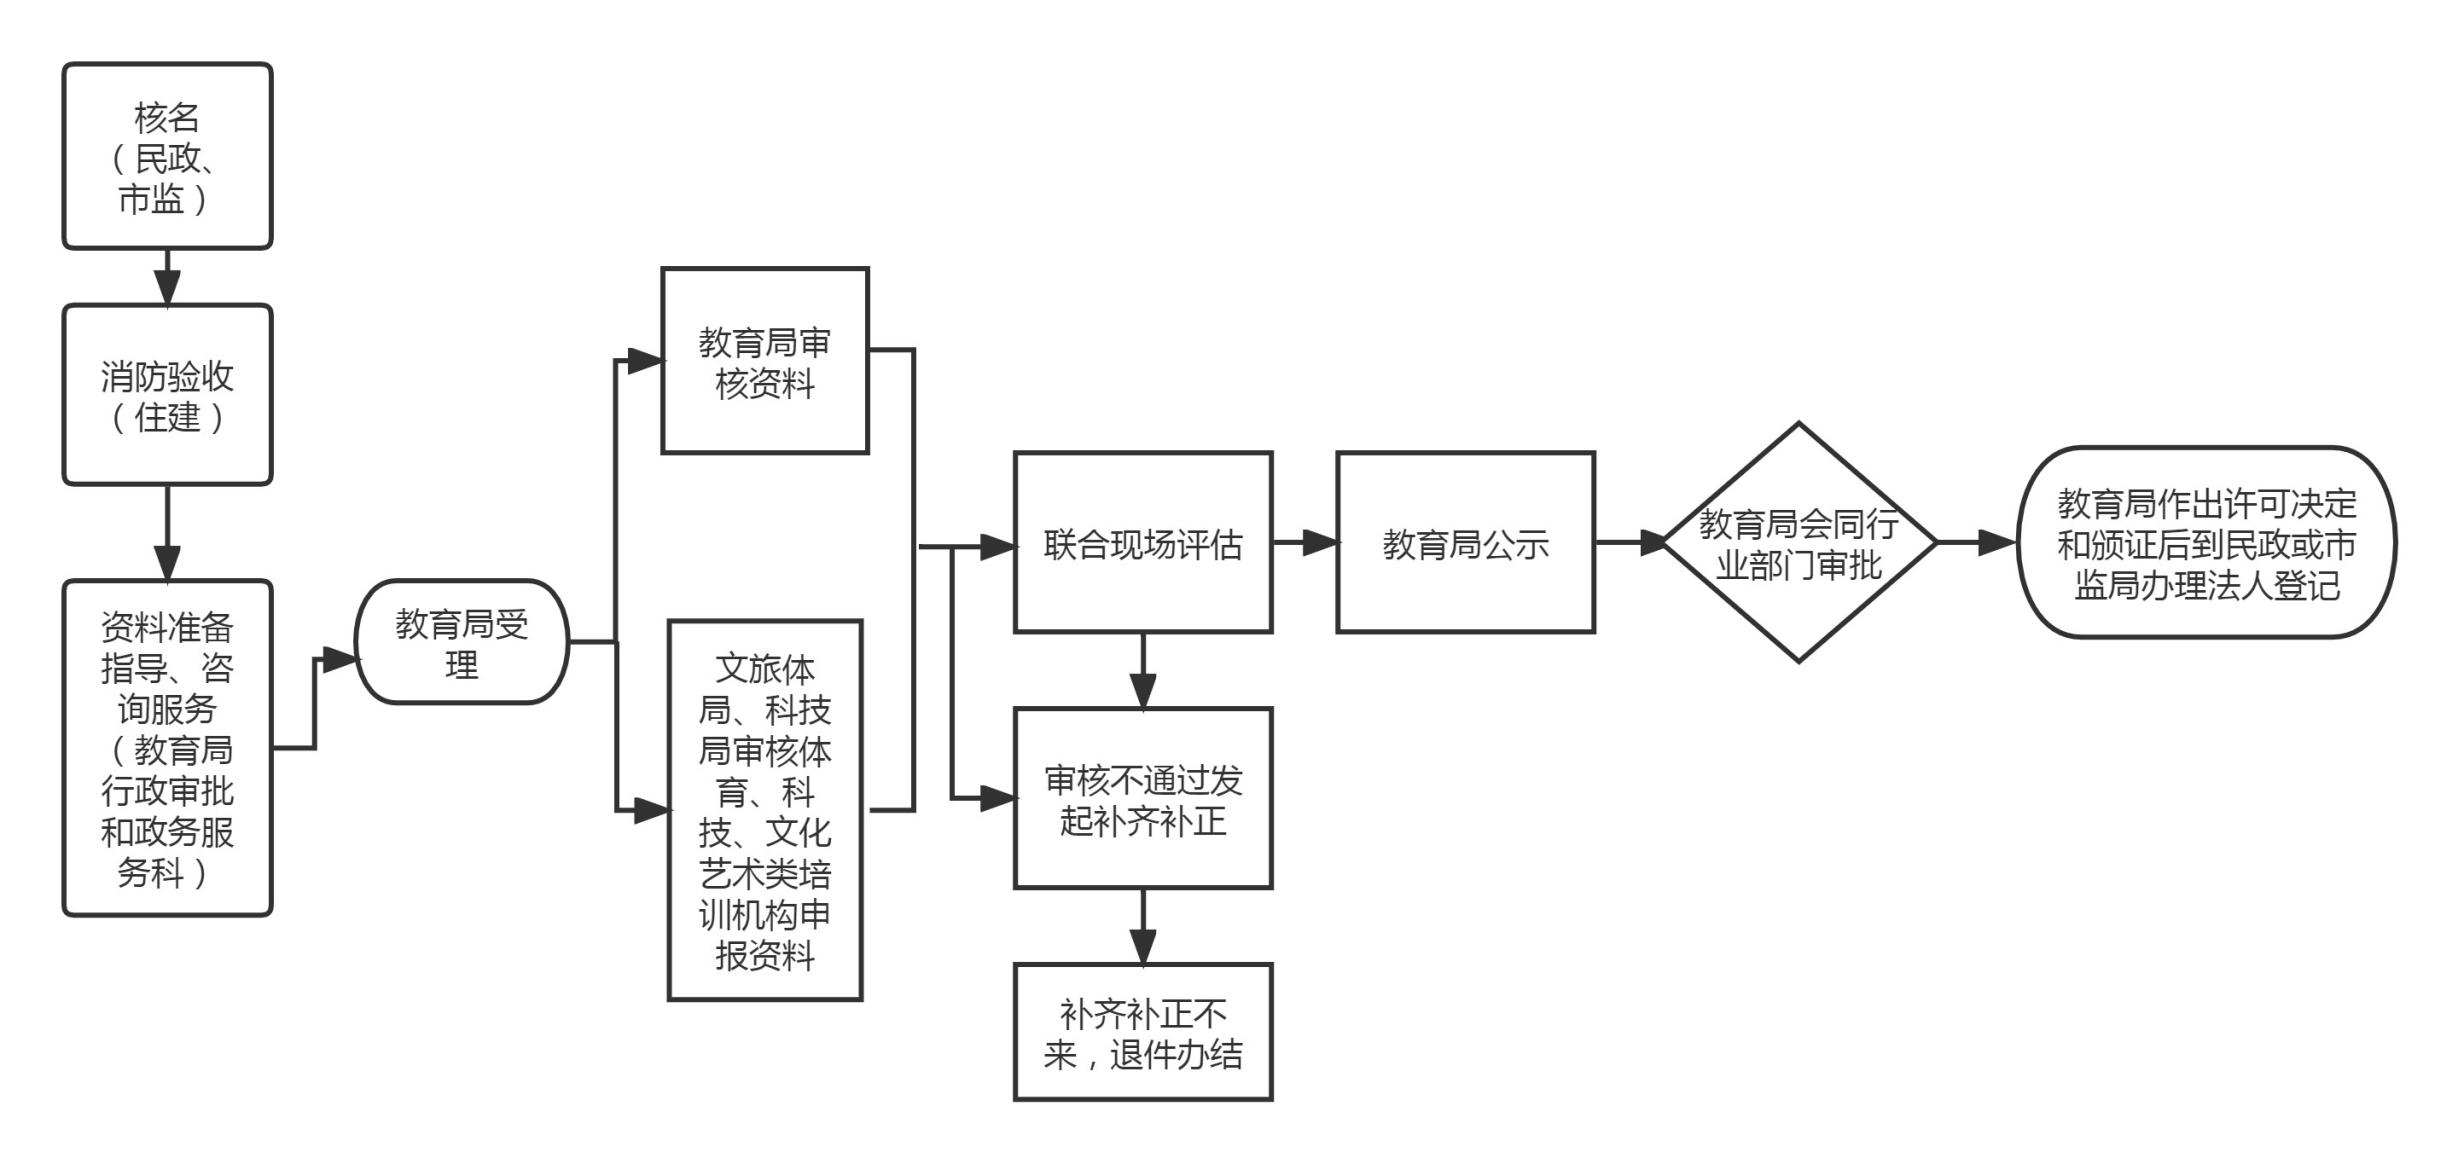 核名
（民政、
市监）
消防验收
（住建）
资料准备
指导、咨
询服务
（教育局
行政审批
和政务服
务科）
教育局受
理
教育局审
核资料
文旅体
局、科技
局审核体
育、科
技、文化
艺术类培
训机构申
报资料
联合现场评估
审核不通过发
起补齐补正
补齐补正不
来，退件办结
教育局公示
教育局会同行
业部门审批
教育局作出许可决定
和颁证后到民政或市
监局办理法人登记